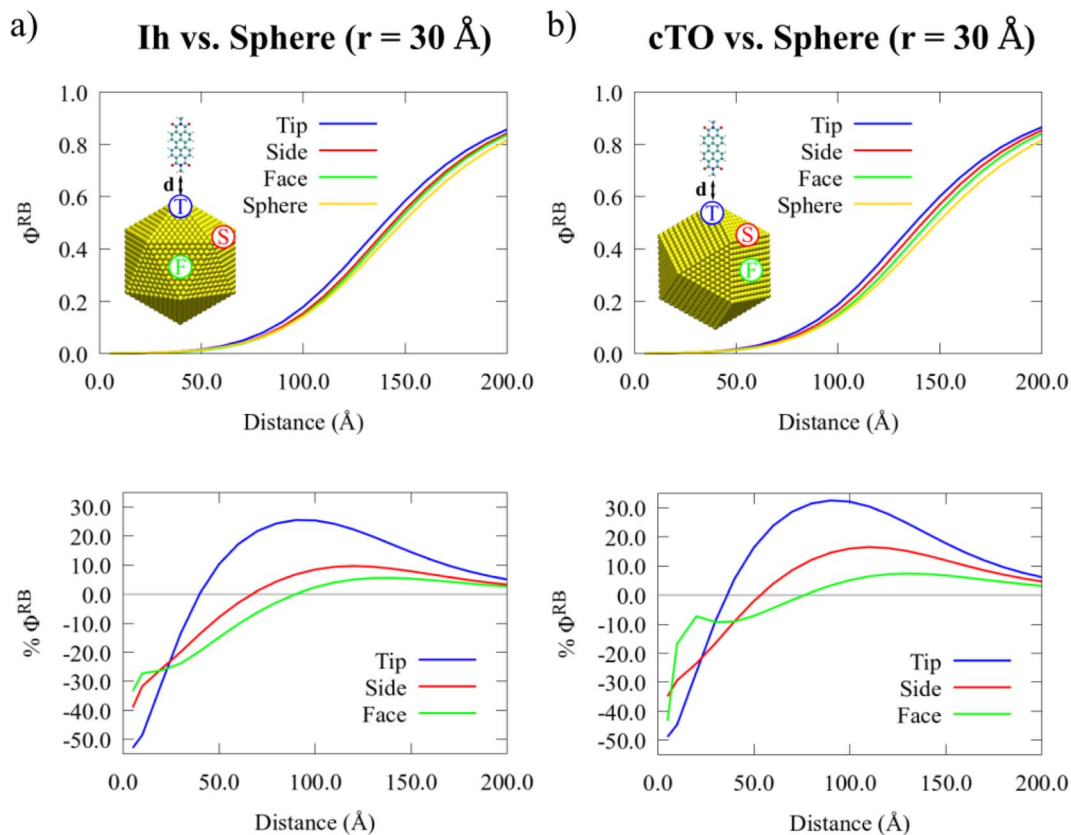 a)
Ih vs. Sphere (r = 30 Å)
1.0
0.8
0.6
0.4
0.2
0.0
Φ^RB
Tip
Side
Face
Sphere
d
T
S
F
0.0 50.0 100.0 150.0 200.0
Distance (Å)
30.0
20.0
10.0
0.0
-10.0
-20.0
-30.0
-40.0
-50.0
% Φ^RB
Tip
Side
Face
0.0 50.0 100.0 150.0 200.0
Distance (Å)
b)
cTO vs. Sphere (r = 30 Å)
1.0
0.8
0.6
0.4
0.2
0.0
Φ^RB
Tip
Side
Face
Sphere
d
T
S
F
0.0 50.0 100.0 150.0 200.0
Distance (Å)
30.0
20.0
10.0
0.0
-10.0
-20.0
-30.0
-40.0
-50.0
% Φ^RB
Tip
Side
Face
0.0 50.0 100.0 150.0 200.0
Distance (Å)